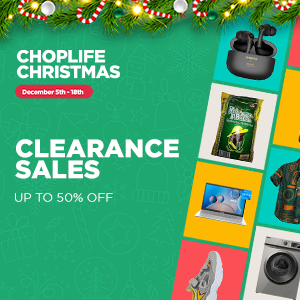 CHOPLIFE
CHRISTMAS
December 5th - 18th
CLEARANCE
SALES
UP TO 50% OFF